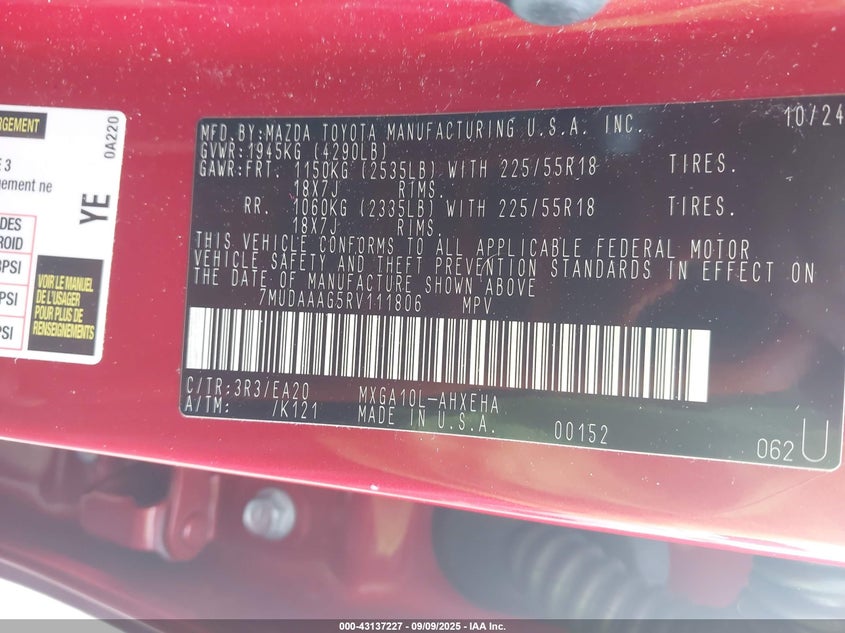 RGEMENT
0A220
E 3
gement ne
YE
DES
ROID
PSI
PSI
PSI
VOIR LE MANUEL
DE L'USAGER
POUR PLUS DE
RENSEIGNEMENTS
MFD.BY:MAZDA TOYOTA MANUFACTURING U.S.A. INC. 10/24
GVWR:1945KG (4290LB)
GAWR:FRT. 1150KG (2535LB) WITH 225/55R18 TIRES.
18X7J RIMS.
RR. 1060KG (2335LB) WITH 225/55R18 TIRES.
18X7J RIMS.
THIS VEHICLE CONFORMS TO ALL APPLICABLE FEDERAL MOTOR
VEHICLE SAFETY AND THEFT PREVENTION STANDARDS IN EFFECT ON
THE DATE OF MANUFACTURE SHOWN ABOVE
7MUDAAAG5RV111806 MPV
C/TR:3R3/EA20 MXGA10L-AHXEHA
A/TM: /K121 MADE IN U.S.A. 00152
062 U
000-43137227 - 09/09/2025 - IAA Inc.